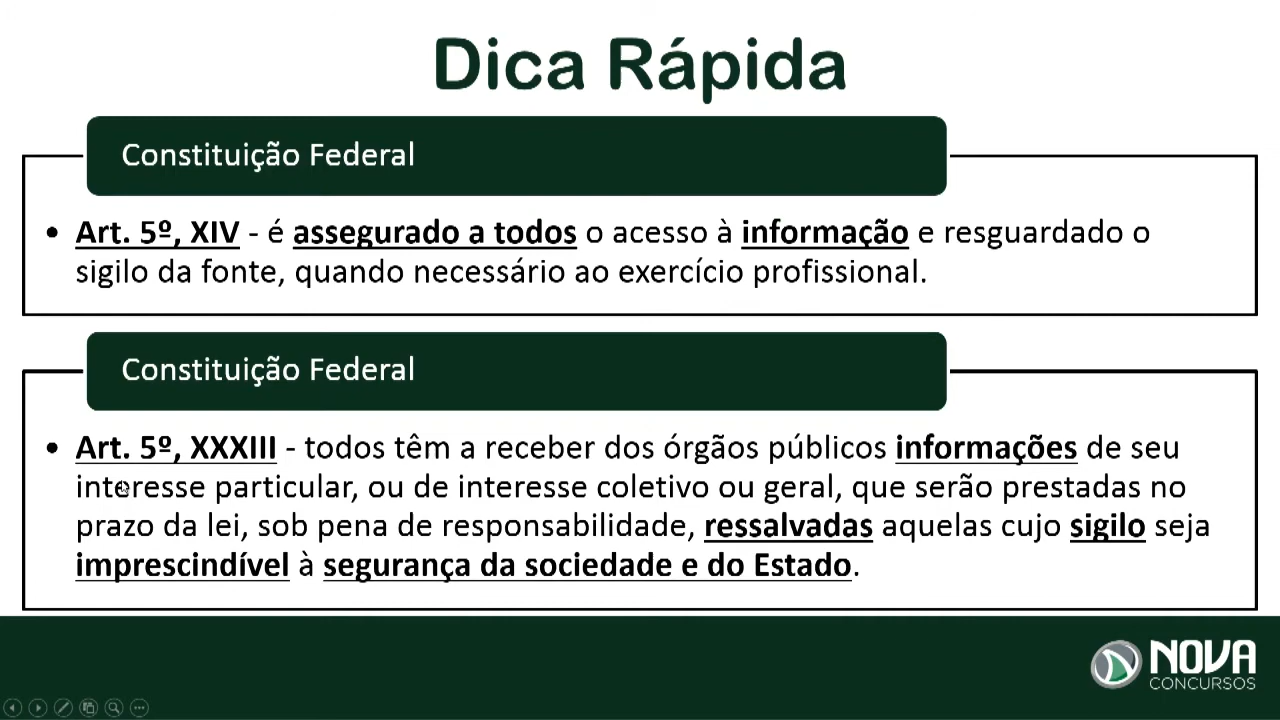 Dica Rápida
Constituição Federal
• Art. 5º, XIV - é assegurado a todos o acesso à informação e resguardado o
sigilo da fonte, quando necessário ao exercício profissional.
Constituição Federal
• Art. 5º, XXXIII - todos têm a receber dos órgãos públicos informações de seu
interesse particular, ou de interesse coletivo ou geral, que serão prestadas no
prazo da lei, sob pena de responsabilidade, ressalvadas aquelas cujo sigilo seja
imprescindível à segurança da sociedade e do Estado.
NOVA
CONCURSOS